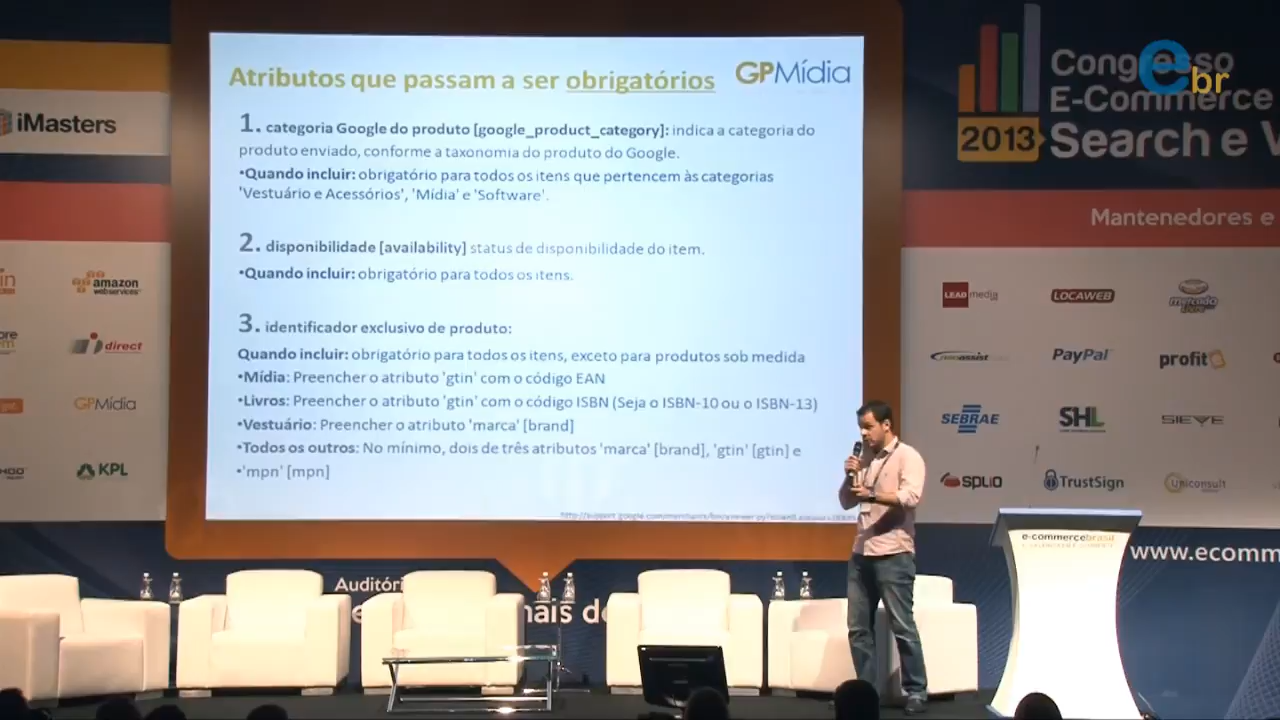 Atributos que passam a ser obrigatórios
GPMídia
1. categoria Google do produto [google_product_category]: indica a categoria do
produto enviado, conforme a taxonomia do produto do Google.
•Quando incluir: obrigatório para todos os itens que pertencem às categorias
'Vestuário e Acessórios', 'Mídia' e 'Software'.
2. disponibilidade [availability] status de disponibilidade do item.
•Quando incluir: obrigatório para todos os itens.
3. identificador exclusivo de produto:
Quando incluir: obrigatório para todos os itens, exceto para produtos sob medida
•Mídia: Preencher o atributo 'gtin' com o código EAN
•Livros: Preencher o atributo 'gtin' com o código ISBN (Seja o ISBN-10 ou o ISBN-13)
•Vestuário: Preencher o atributo 'marca' [brand]
•Todos os outros: No mínimo, dois de três atributos 'marca' [brand], 'gtin' [gtin] e
•'mpn' [mpn]
iMasters
amazon
webservices
direct
GPMídia
KPL
Congresso
E-Commerce
2013
Search e V
e br
Mantenedores e
LEAD media
LOCAWEB
mercado
PayPal
profit
SEBRAE
SHL
SIEVE
splio
TrustSign
Uniconsult
e-commercebrasil
www.ecomm
Auditóri
nais d